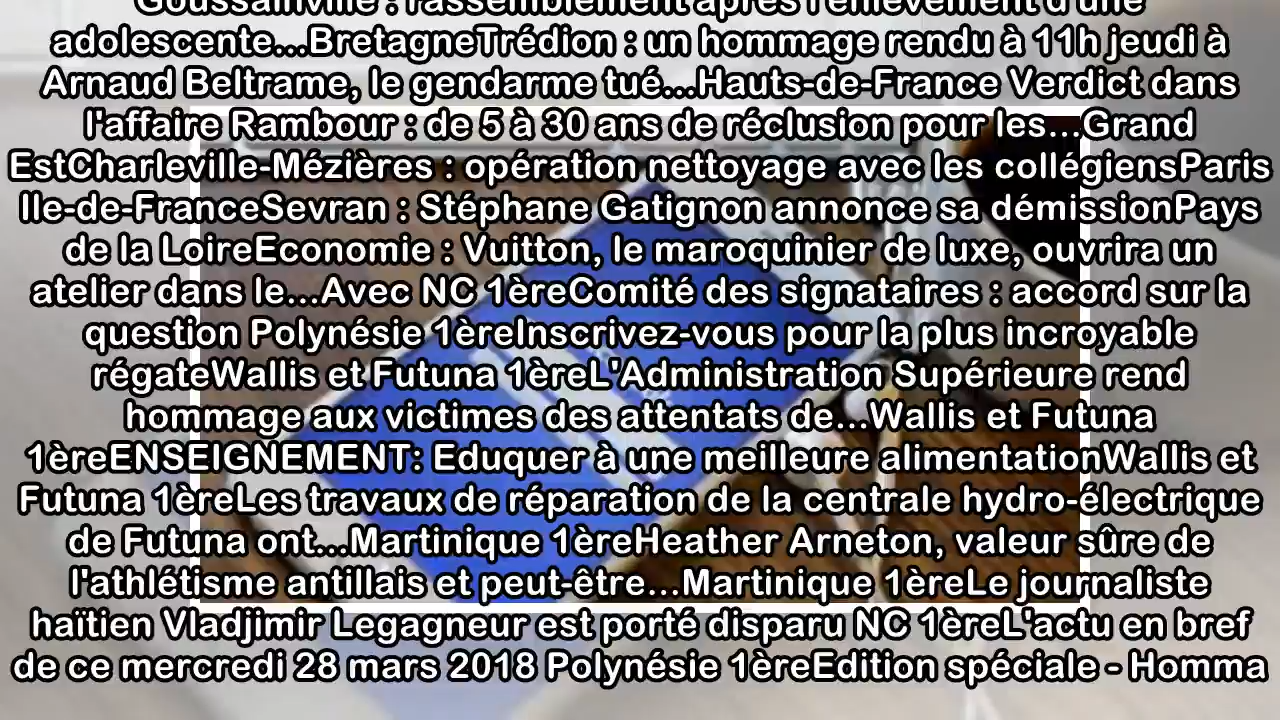 Goussainville : rassemblement après l'enlèvement d'une
adolescente...BretagneTrédion : un hommage rendu à 11h jeudi à
Arnaud Beltrame, le gendarme tué...Hauts-de-France Verdict dans
l'affaire Rambour : de 5 à 30 ans de réclusion pour les...Grand
EstCharleville-Mézières : opération nettoyage avec les collégiensParis
Ile-de-FranceSevran : Stéphane Gatignon annonce sa démissionPays
de la LoireEconomie : Vuitton, le maroquinier de luxe, ouvrira un
atelier dans le...Avec NC 1èreComité des signataires : accord sur la
question Polynésie 1èreInscrivez-vous pour la plus incroyable
régateWallis et Futuna 1èreL'Administration Supérieure rend
hommage aux victimes des attentats de...Wallis et Futuna
1èreENSEIGNEMENT: Eduquer à une meilleure alimentationWallis et
Futuna 1èreLes travaux de réparation de la centrale hydro-électrique
de Futuna ont...Martinique 1èreHeather Arneton, valeur sûre de
l'athlétisme antillais et peut-être...Martinique 1èreLe journaliste
haïtien Vladjimir Legagneur est porté disparu NC 1èreL'actu en bref
de ce mercredi 28 mars 2018 Polynésie 1èreEdition spéciale - Homma